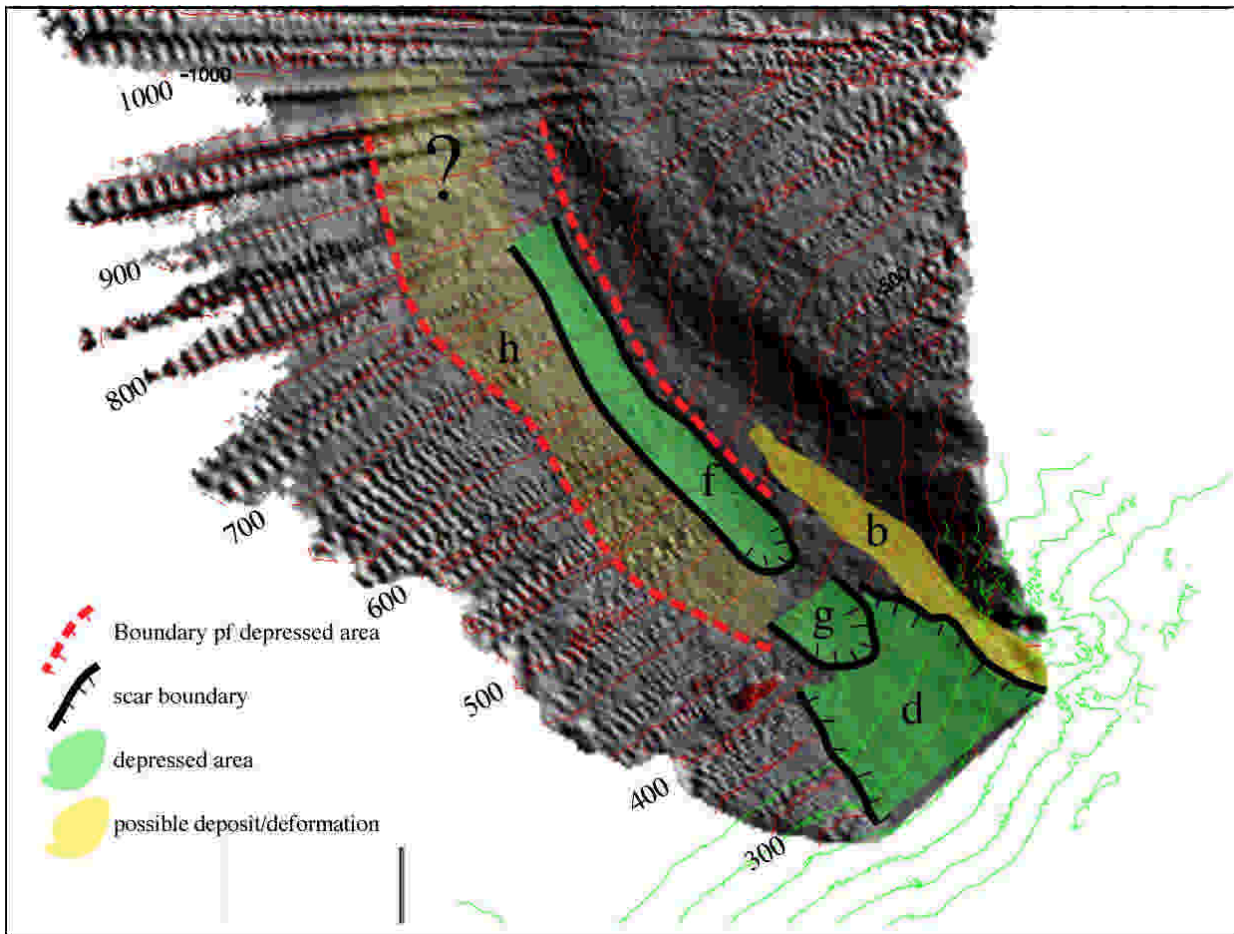 -1000
1000
?
900
-500
h
800
f
b
700
g
600
Boundary pf depressed area
d
scar boundary
500
depressed area
400
possible deposit/deformation
300